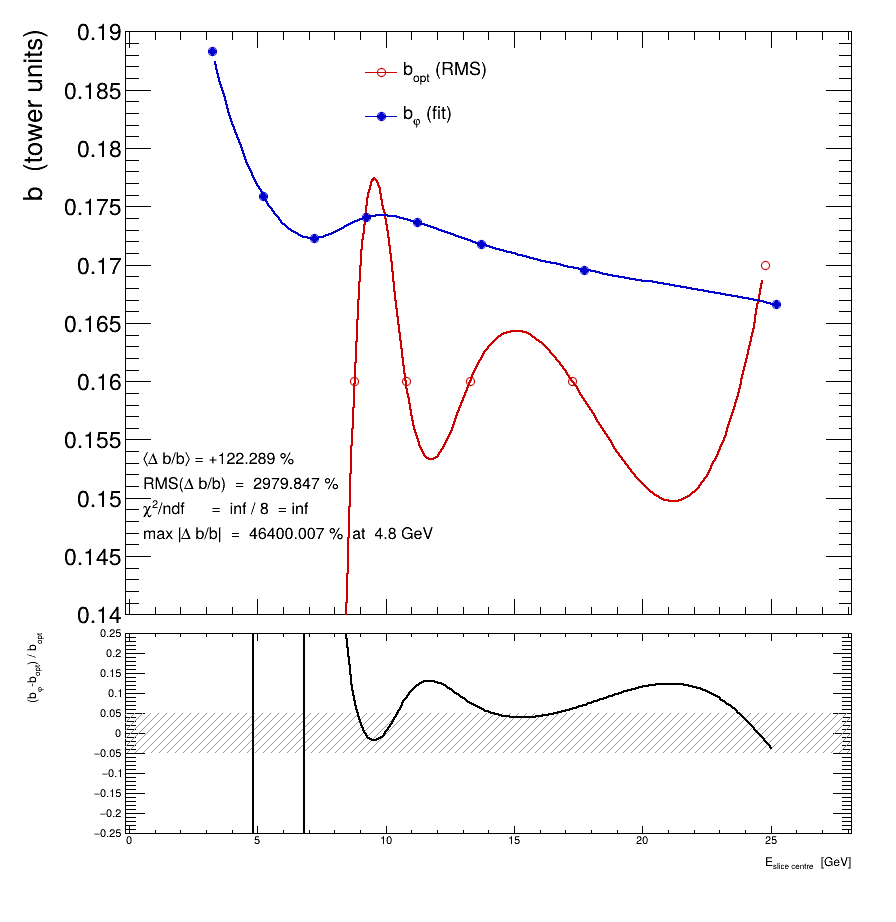 b (tower units)
0.19
0.185
0.18
0.175
0.17
0.165
0.16
0.155
0.15
0.145
0.14
b_opt (RMS)
b_φ (fit)
⟨Δ b/b⟩ = +122.289 %
RMS(Δ b/b) = 2979.847 %
χ²/ndf = inf / 8 = inf
max |Δ b/b| = 46400.007 % at 4.8 GeV
(b_φ-b_opt) / b_opt
0.25
0.2
0.15
0.1
0.05
0
−0.05
−0.1
−0.15
−0.2
−0.25
0 5 10 15 20 25
E_slice centre [GeV]